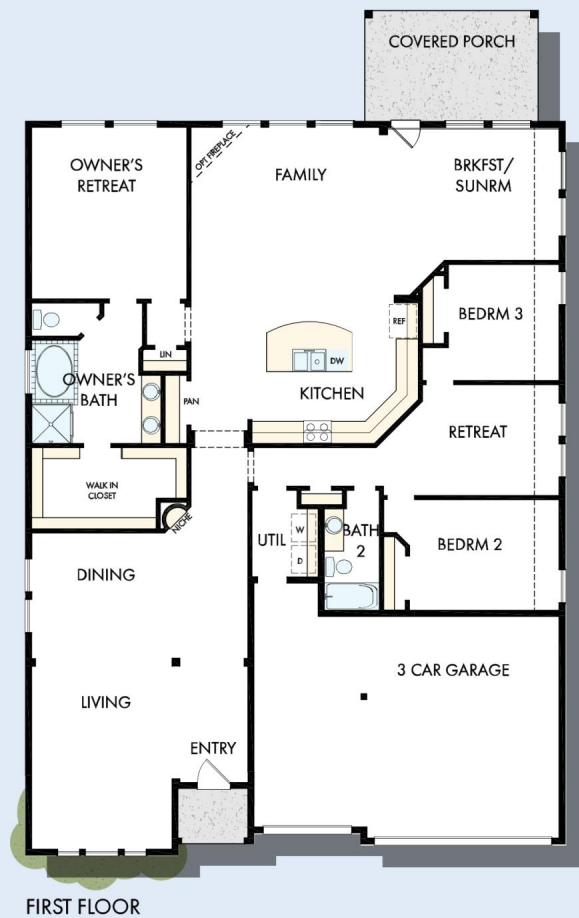 COVERED PORCH
OWNER'S
RETREAT
OPT FIREPLACE
FAMILY
BRKFST/
SUNRM
BEDRM 3
REF
LIN
DW
OWNER'S
BATH
PAN
KITCHEN
RETREAT
WALK IN
CLOSET
NICHE
UTIL
W
D
BATH
2
BEDRM 2
DINING
3 CAR GARAGE
LIVING
ENTRY
FIRST FLOOR